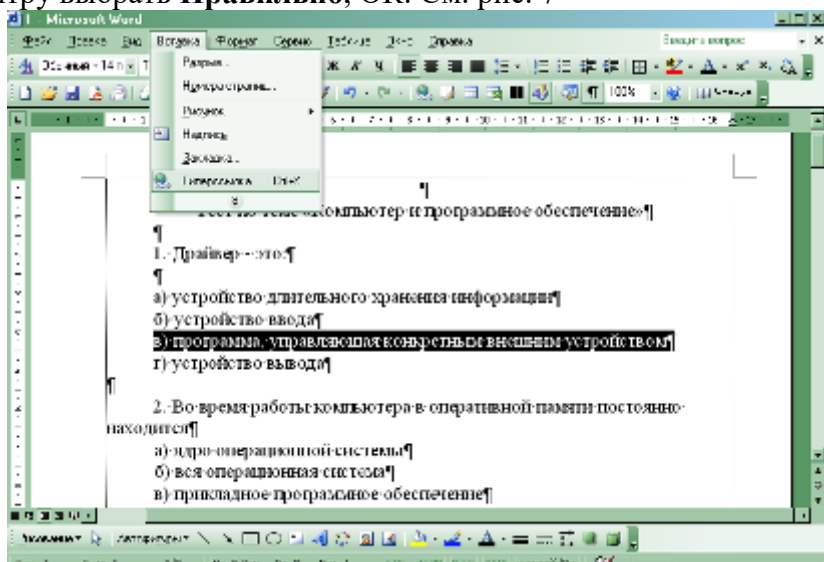 тру выбрать Правильно, ОК. См. рис. 7
1 - Microsoft Word
Файл Правка Вид Вставка Формат Сервис Таблица Окно Справка
Введите вопрос
100%
Разрыв...
Номера страниц...
Рисунок
Надпись
Закладка...
Гиперссылка... Ctrl+K
Тест по теме «Компьютер и программное обеспечение»¶
¶
1. Драйвер - это:¶
¶
а) устройство длительного хранения информации¶
б) устройство ввода¶
в) программа, управляющая конкретным внешним устройством¶
г) устройство вывода¶
¶
2. Во время работы компьютера в оперативной памяти постоянно
находится¶
а) ядро операционной системы¶
б) вся операционная система¶
в) прикладное программное обеспечение¶
Рисование Автофигуры